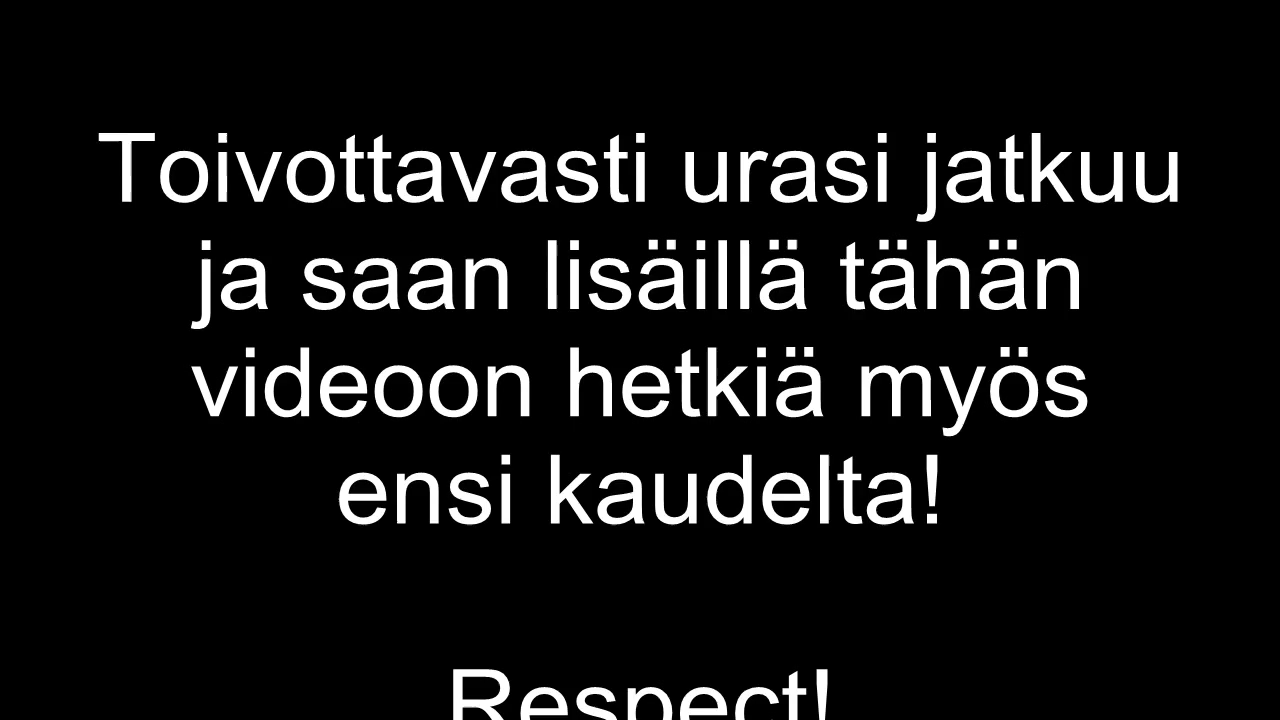 Toivottavasti urasi jatkuu
ja saan lisäillä tähän
videoon hetkiä myös
ensi kaudelta!
Respect!